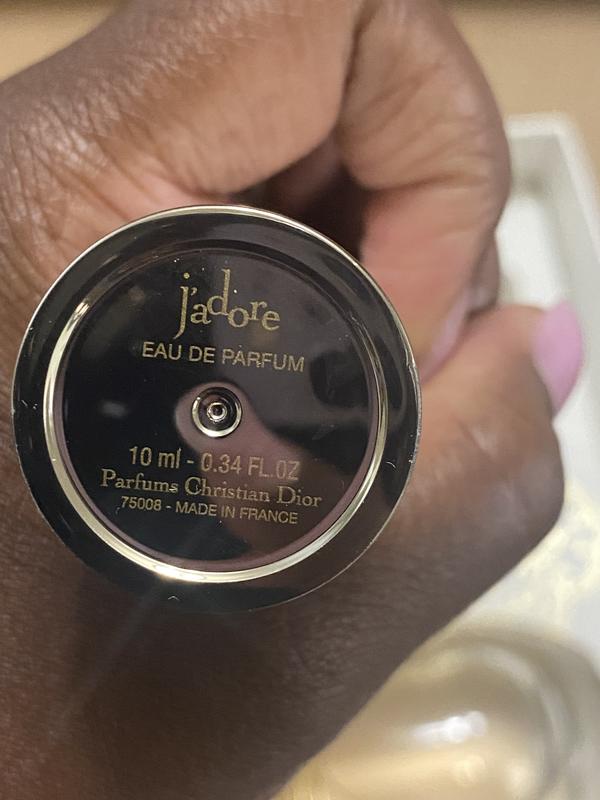 j'adore
EAU DE PARFUM
10 ml - 0.34 FL.OZ
Parfums Christian Dior
75008 - MADE IN FRANCE